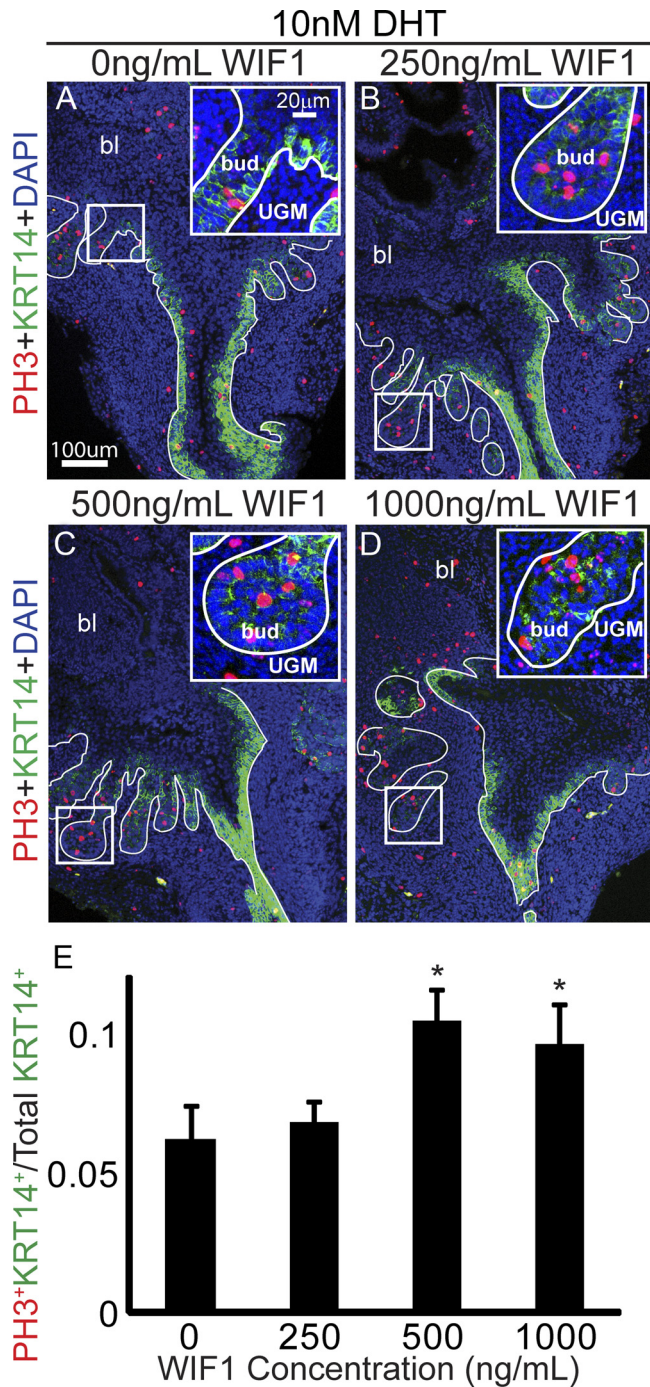 10nM DHT
0ng/mL WIF1
250ng/mL WIF1
PH3+KRT14+DAPI
A
bl
20µm
bud
UGM
100um
B
bl
bud
UGM
500ng/mL WIF1
1000ng/mL WIF1
PH3+KRT14+DAPI
C
bl
bud
UGM
D
bl
bud
UGM
E
PH3+KRT14+/Total KRT14+
0.1
0.05
0
*
*
0
250
500
1000
WIF1 Concentration (ng/mL)